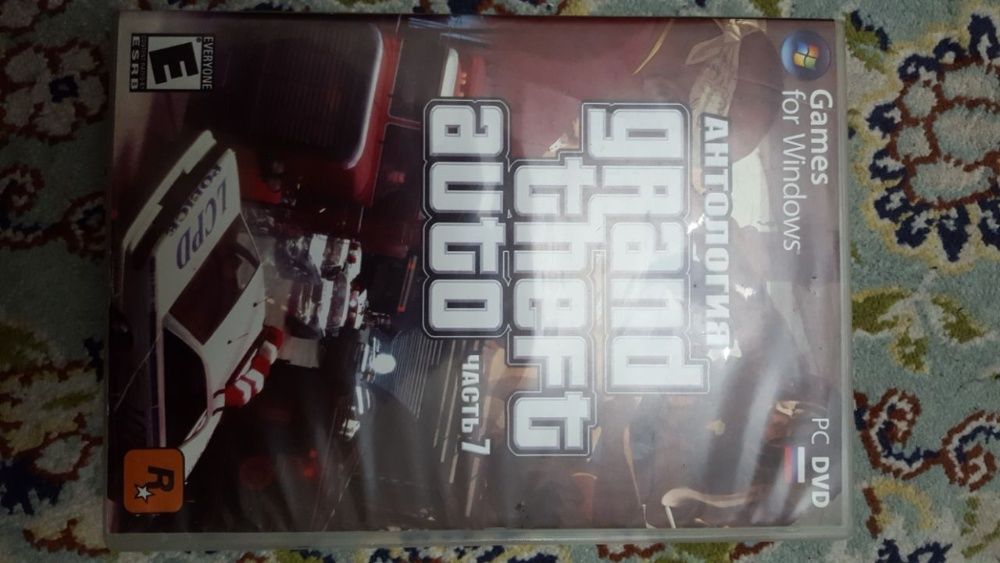 Games
for Windows
PC DVD
АНТОЛОГИЯ
grand
theft
auto
ЧАСТЬ 7
LCPD
EVERYONE
E
ESRB
R